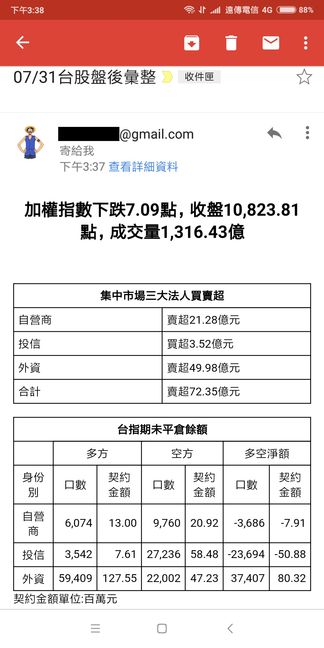 下午3:38 遠傳電信 4G 88%
07/31台股盤後彙整 收件匣
@gmail.com
寄給我
下午3:37 查看詳細資料
加權指數下跌7.09點，收盤10,823.81
點，成交量1,316.43億
集中市場三大法人買賣超
自營商 賣超21.28億元
投信 買超3.52億元
外資 賣超49.98億元
合計 賣超72.35億元
台指期未平倉餘額
多方 空方 多空淨額
身份別 口數 契約金額 口數 契約金額 口數 契約金額
自營商 6,074 13.00 9,760 20.92 -3,686 -7.91
投信 3,542 7.61 27,236 58.48 -23,694 -50.88
外資 59,409 127.55 22,002 47.23 37,407 80.32
契約金額單位:百萬元